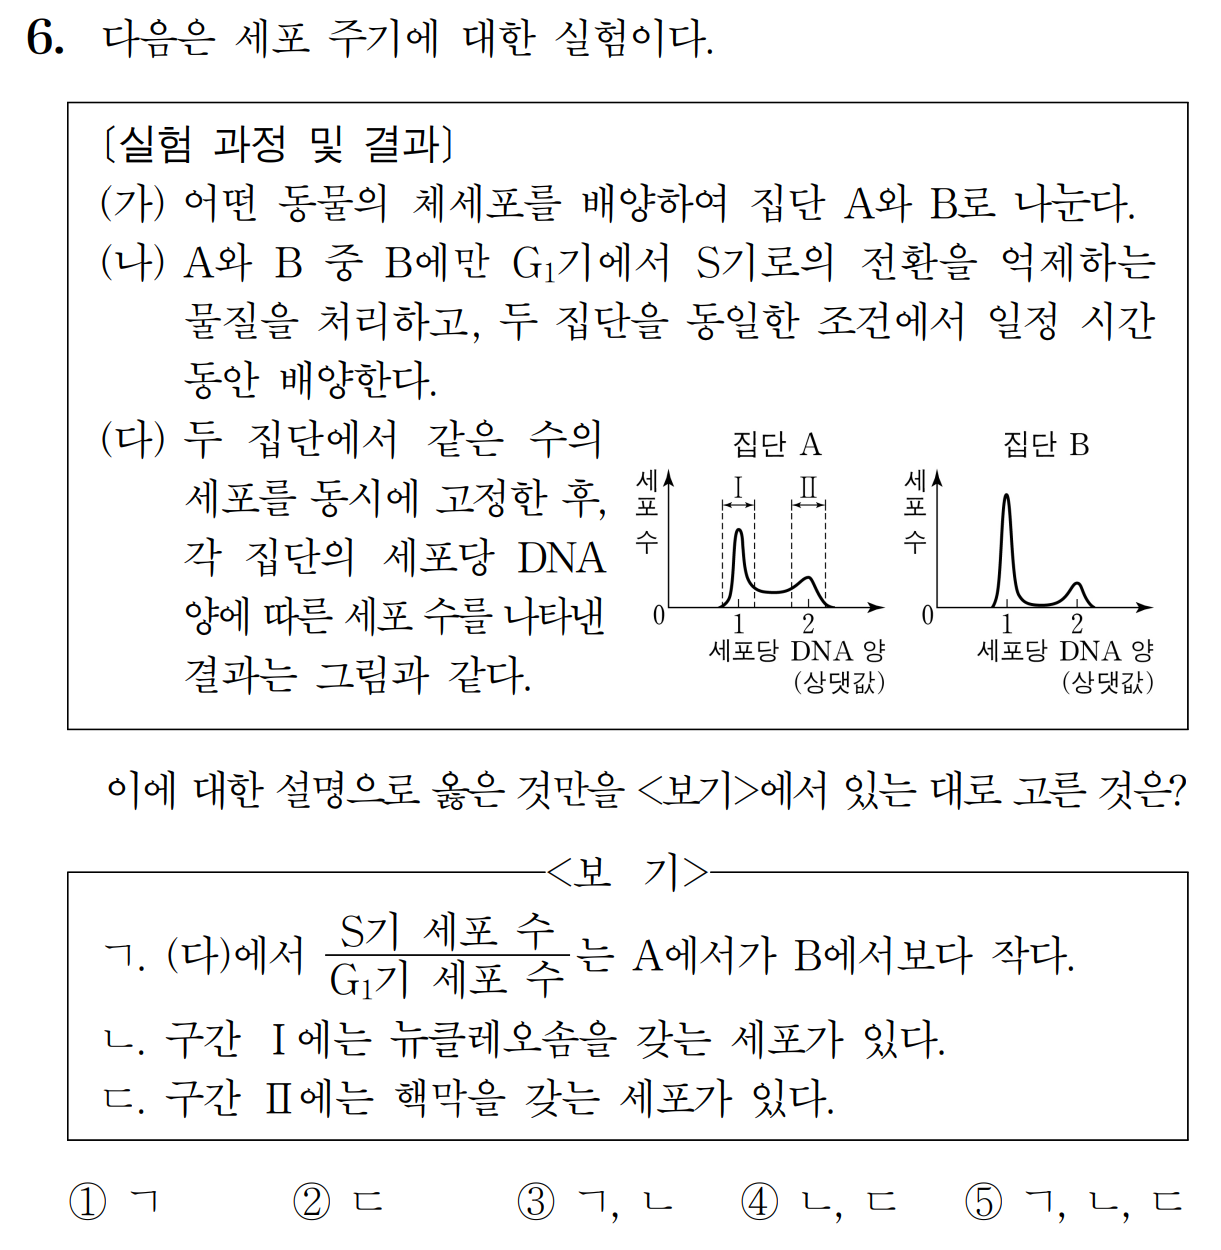 6. 다음은 세포 주기에 대한 실험이다.
〔실험 과정 및 결과〕
(가) 어떤 동물의 체세포를 배양하여 집단 A와 B로 나눈다.
(나) A와 B 중 B에만 G₁기에서 S기로의 전환을 억제하는
물질을 처리하고, 두 집단을 동일한 조건에서 일정 시간
동안 배양한다.
(다) 두 집단에서 같은 수의
세포를 동시에 고정한 후,
각 집단의 세포당 DNA
양에 따른 세포 수를 나타낸
결과는 그림과 같다.
집단 A
세포 수
Ⅰ Ⅱ
0 1 2
세포당 DNA 양
(상댓값)
집단 B
세포 수
0 1 2
세포당 DNA 양
(상댓값)
이에 대한 설명으로 옳은 것만을 <보기>에서 있는 대로 고른 것은?
<보 기>
ㄱ. (다)에서 S기 세포 수 / G₁기 세포 수 는 A에서가 B에서보다 작다.
ㄴ. 구간 Ⅰ에는 뉴클레오솜을 갖는 세포가 있다.
ㄷ. 구간 Ⅱ에는 핵막을 갖는 세포가 있다.
① ㄱ ② ㄷ ③ ㄱ, ㄴ ④ ㄴ, ㄷ ⑤ ㄱ, ㄴ, ㄷ